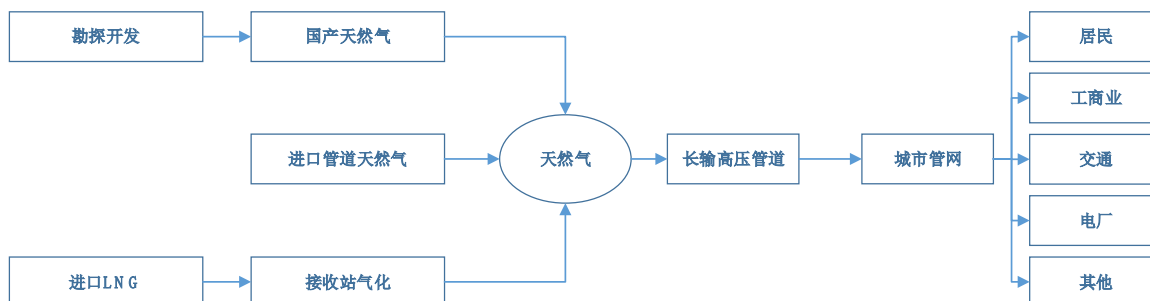 勘探开发
国产天然气
居民
工商业
进口管道天然气
天然气
长输高压管道
城市管网
交通
电厂
进口LNG
接收站气化
其他